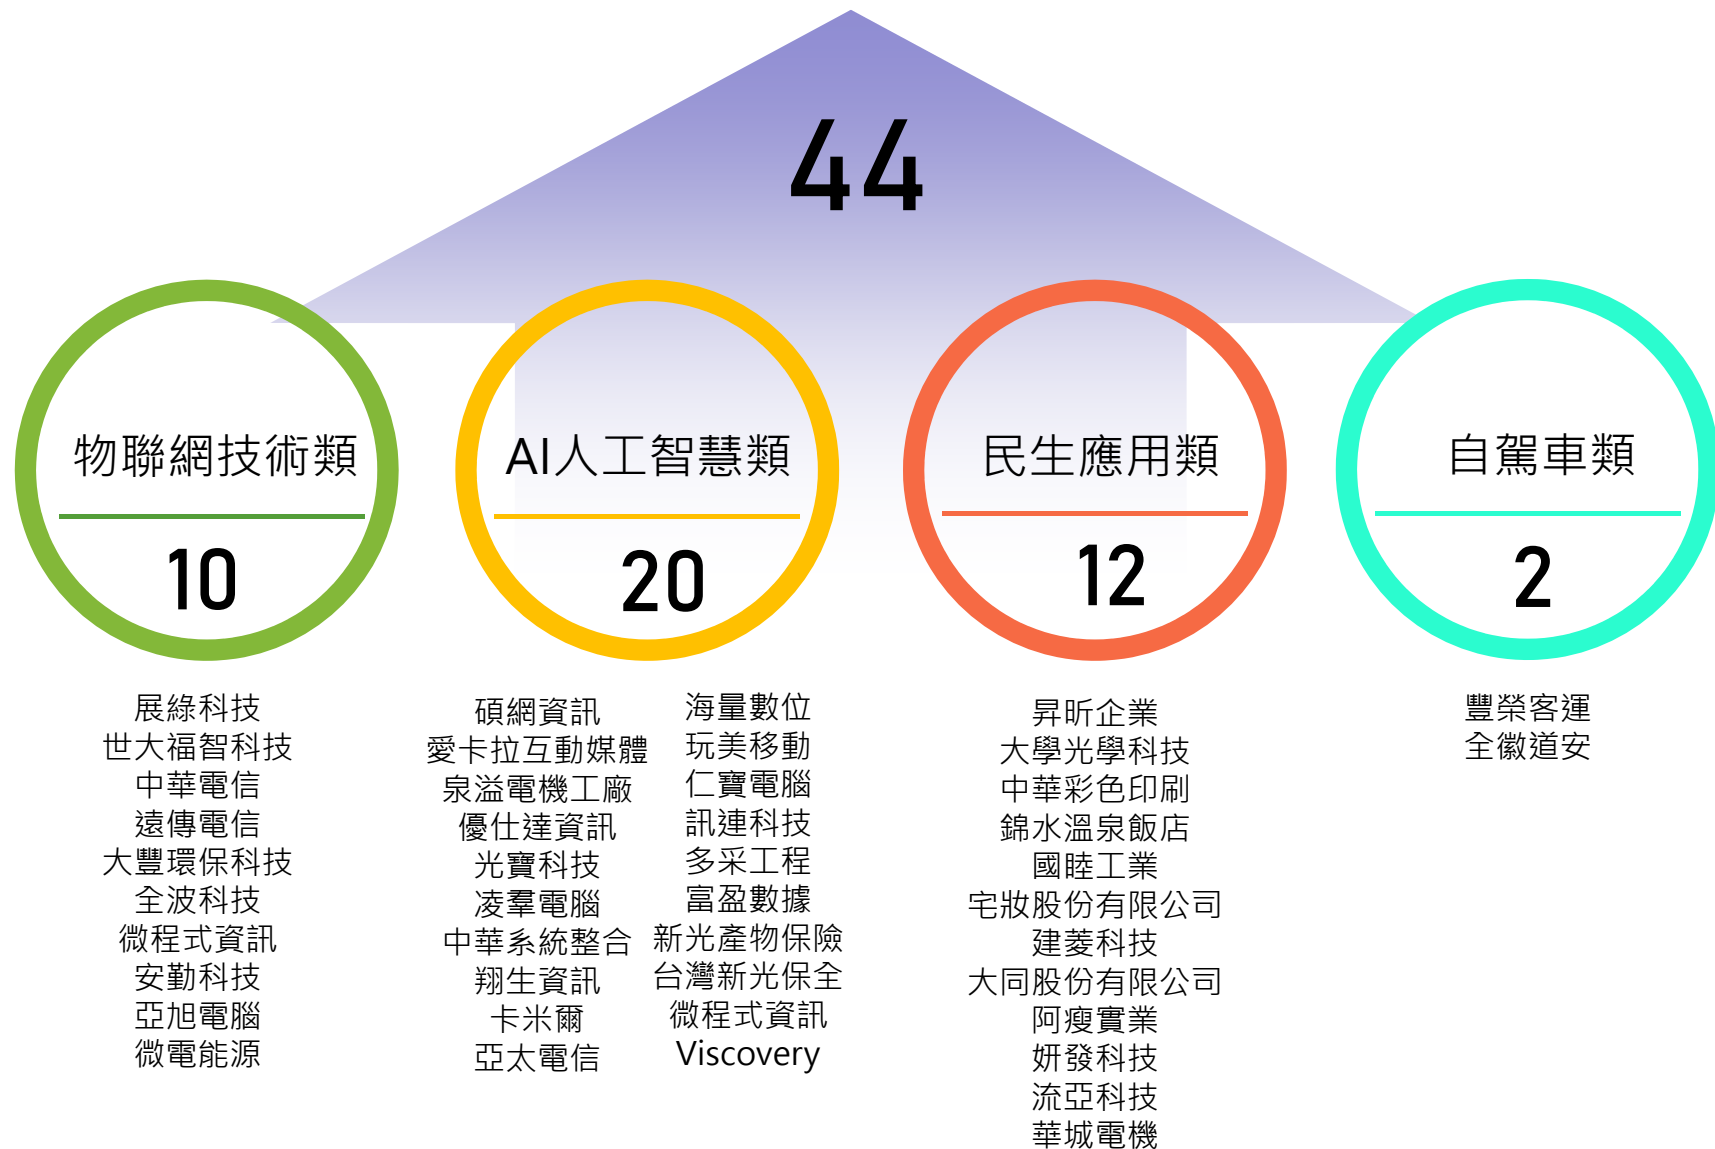 44
物聯網技術類
10
展綠科技
世大福智科技
中華電信
遠傳電信
大豐環保科技
全波科技
微程式資訊
安勤科技
亞旭電腦
微電能源
AI人工智慧類
20
碩網資訊
愛卡拉互動媒體
泉溢電機工廠
優仕達資訊
光寶科技
凌羣電腦
中華系統整合
翔生資訊
卡米爾
亞太電信
海量數位
玩美移動
仁寶電腦
訊連科技
多采工程
富盈數據
新光產物保險
台灣新光保全
微程式資訊
Viscovery
民生應用類
12
昇昕企業
大學光學科技
中華彩色印刷
錦水溫泉飯店
國睦工業
宅妝股份有限公司
建菱科技
大同股份有限公司
阿瘦實業
妍發科技
流亞科技
華城電機
自駕車類
2
豐榮客運
全徽道安